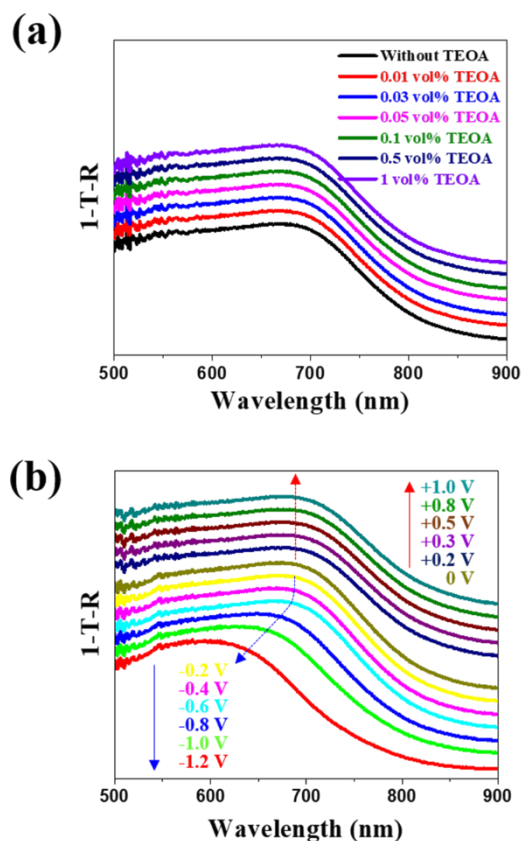 (a)
Without TEOA
0.01 vol% TEOA
0.03 vol% TEOA
0.05 vol% TEOA
0.1 vol% TEOA
0.5 vol% TEOA
1 vol% TEOA
1-T-R
500 600 700 800 900
Wavelength (nm)
(b)
+1.0 V
+0.8 V
+0.5 V
+0.3 V
+0.2 V
0 V
1-T-R
-0.2 V
-0.4 V
-0.6 V
-0.8 V
-1.0 V
-1.2 V
500 600 700 800 900
Wavelength (nm)